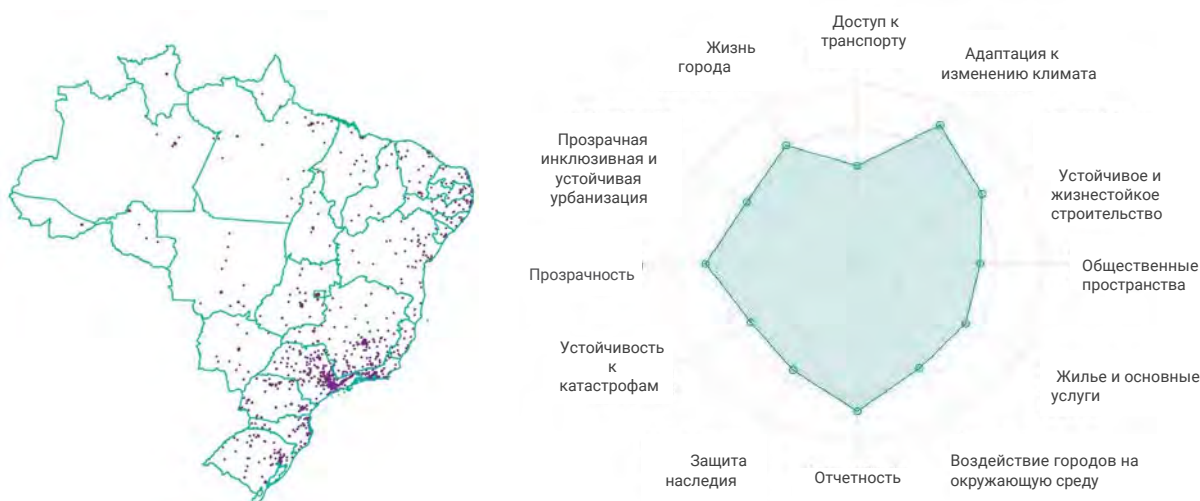 Доступ к
транспорту
Адаптация к
изменению климата
Устойчивое и
жизнестойкое
строительство
Общественные
пространства
Жилье и основные
услуги
Воздействие городов на
окружающую среду
Отчетность
Защита
наследия
Устойчивость
к
катастрофам
Прозрачность
Прозрачная
инклюзивная и
устойчивая
урбанизация
Жизнь
города